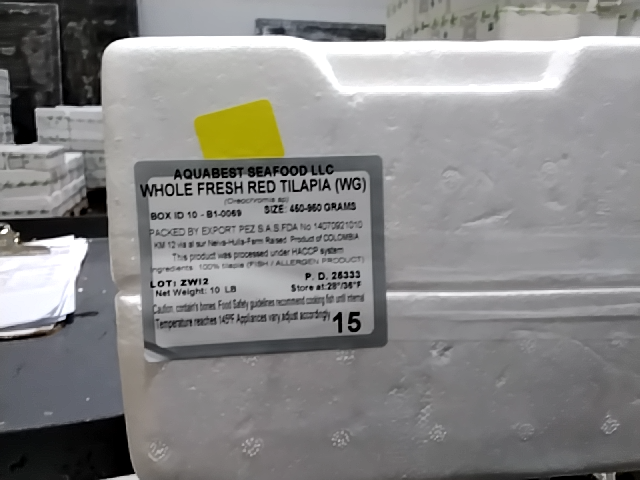 AQUABEST SEAFOOD LLC
WHOLE FRESH RED TILAPIA (WG)
(Oreochromis sp)
BOX ID 10 - B1-0069 SIZE: 450-950 GRAMS
PACKED BY EXPORT PEZ S.A.S.FDA No 14070921010
KM 12 via al sur Neiva-Huila-Farm Raised. Product of COLOMBIA
This product was processed under HACCP system
Ingredients: 100% tilapia (FISH / ALLERGEN PRODUCT)
LOT: ZWI2 P. D. 25333
Net Weight: 10 LB Store at:28°/36°F
Caution: contain's bones. Food Safety guidelines recommend cooking fish until internal
Temperature reaches 145°F. Appliances vary adjust accordingly
15